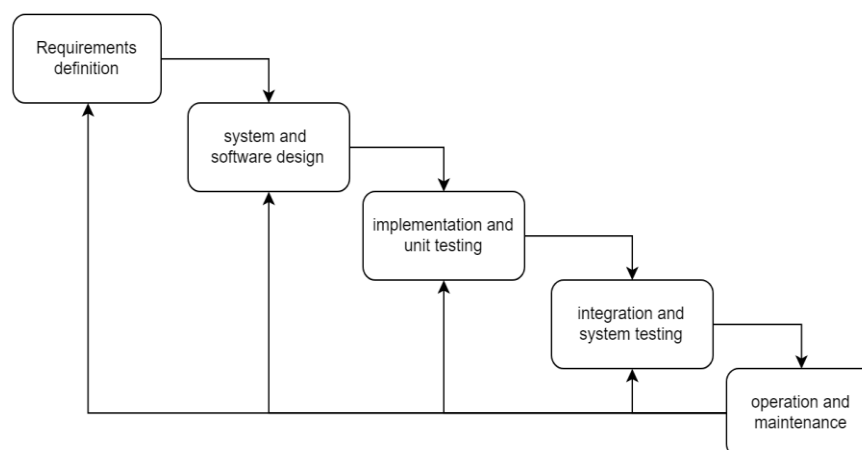 Requirements
definition
system and
software design
implementation and
unit testing
integration and
system testing
operation and
maintenance